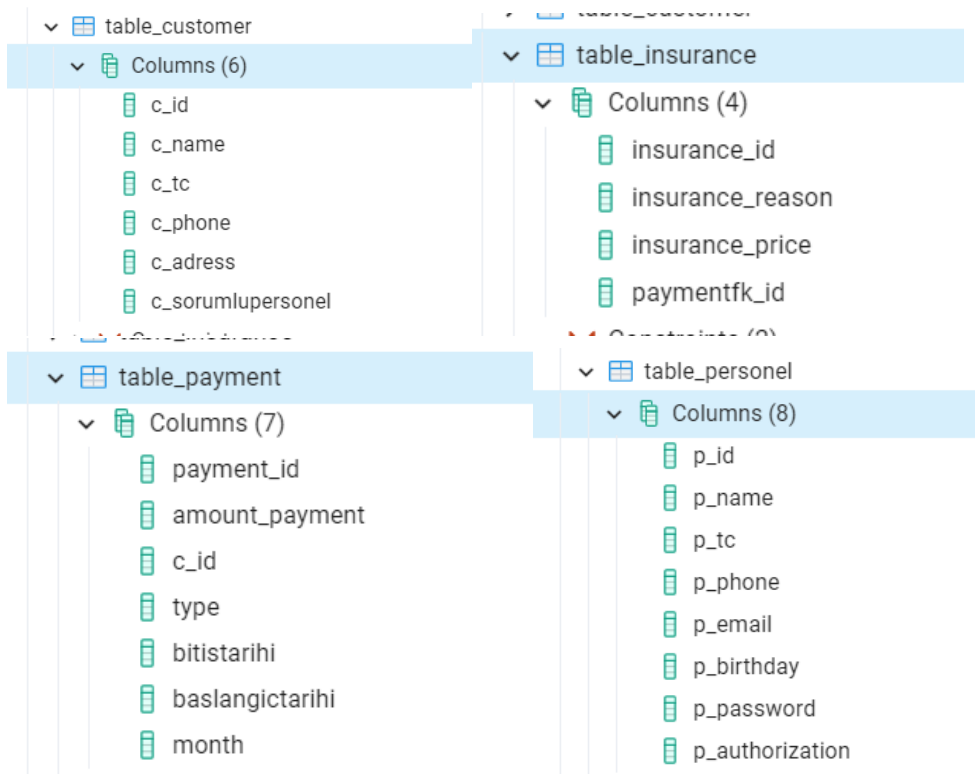 table_customer
Columns (6)
c_id
c_name
c_tc
c_phone
c_adress
c_sorumlupersonel
table_insurance
Columns (4)
insurance_id
insurance_reason
insurance_price
paymentfk_id
table_payment
Columns (7)
payment_id
amount_payment
c_id
type
bitistarihi
baslangictarihi
month
table_personel
Columns (8)
p_id
p_name
p_tc
p_phone
p_email
p_birthday
p_password
p_authorization